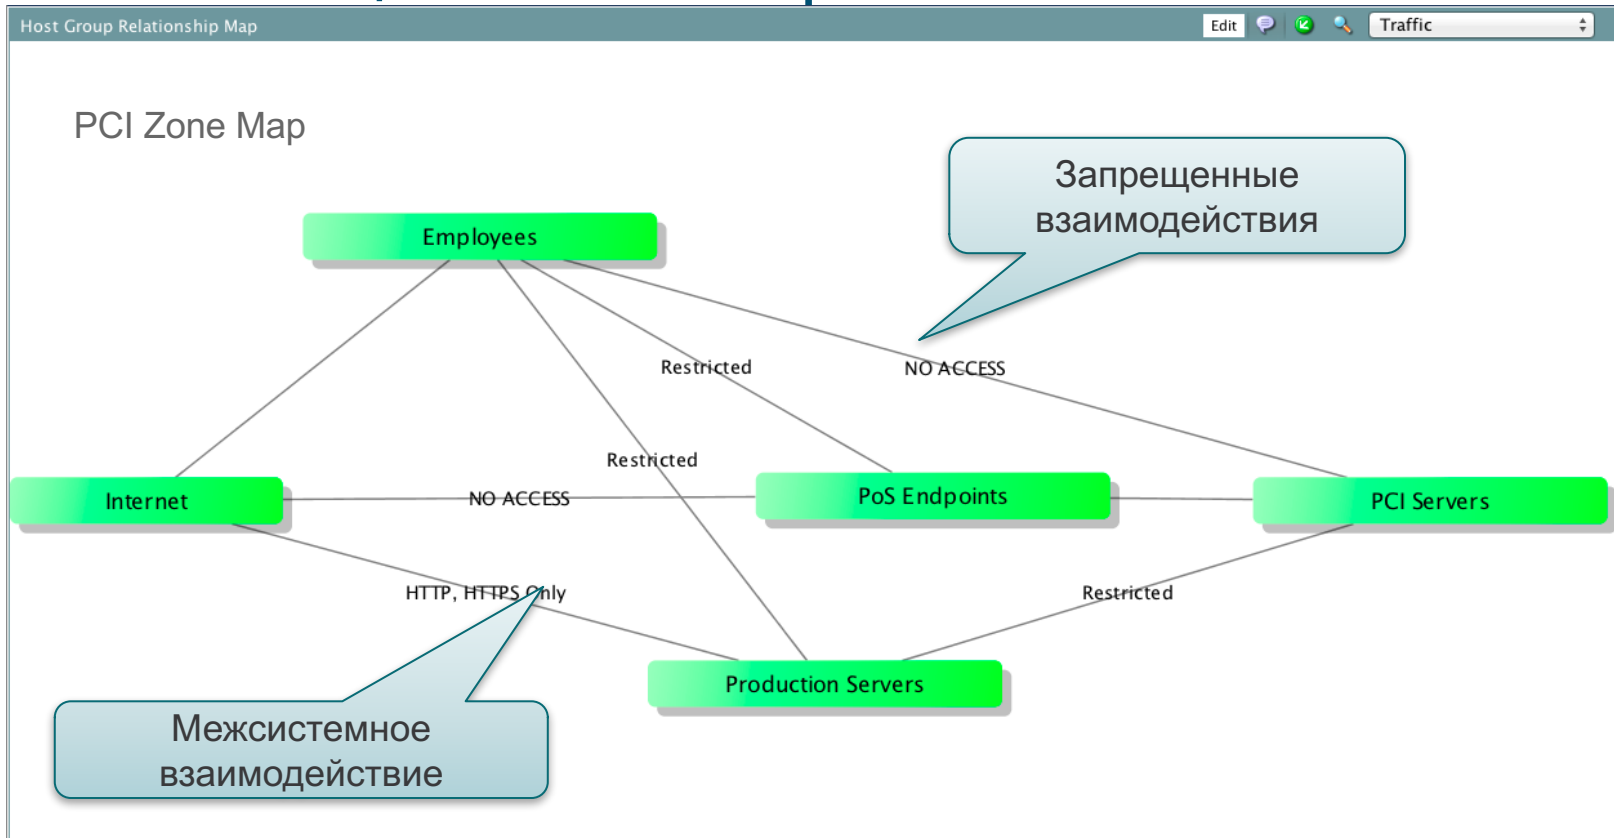 Host Group Relationship Map
Edit
Traffic
PCI Zone Map
Запрещенные
взаимодействия
Employees
Restricted
NO ACCESS
Restricted
Internet
NO ACCESS
PoS Endpoints
PCI Servers
HTTP, HTTPS Only
Restricted
Production Servers
Межсистемное
взаимодействие